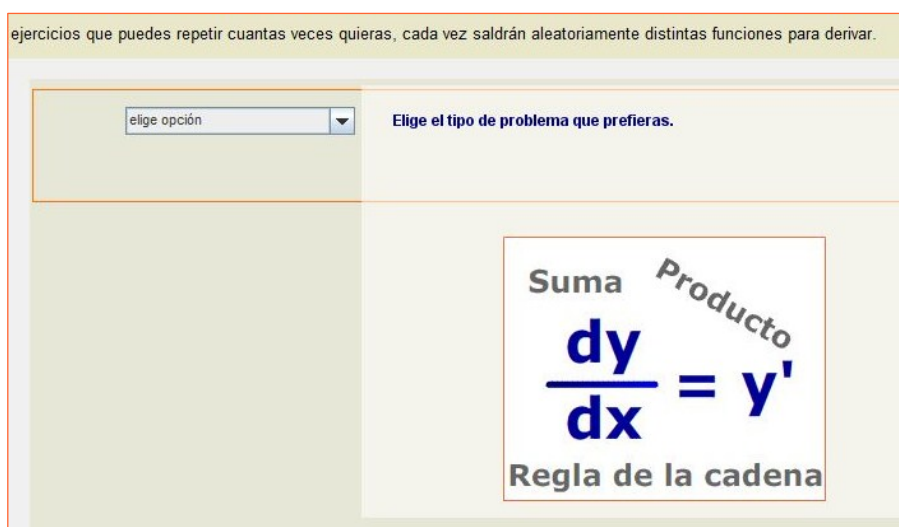 ejercicios que puedes repetir cuantas veces quieras, cada vez saldrán aleatoriamente distintas funciones para derivar.
elige opción
Elige el tipo de problema que prefieras.
Suma
Producto
dy
dx
= y'
Regla de la cadena